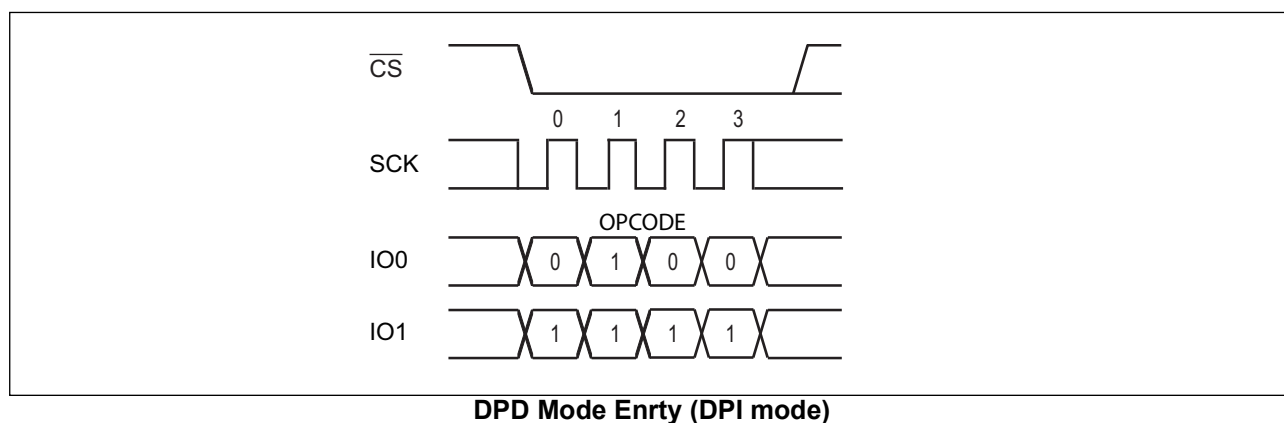 CS
0 1 2 3
SCK
OPCODE
IO0 0 1 0 0
IO1 1 1 1 1
DPD Mode Enrty (DPI mode)